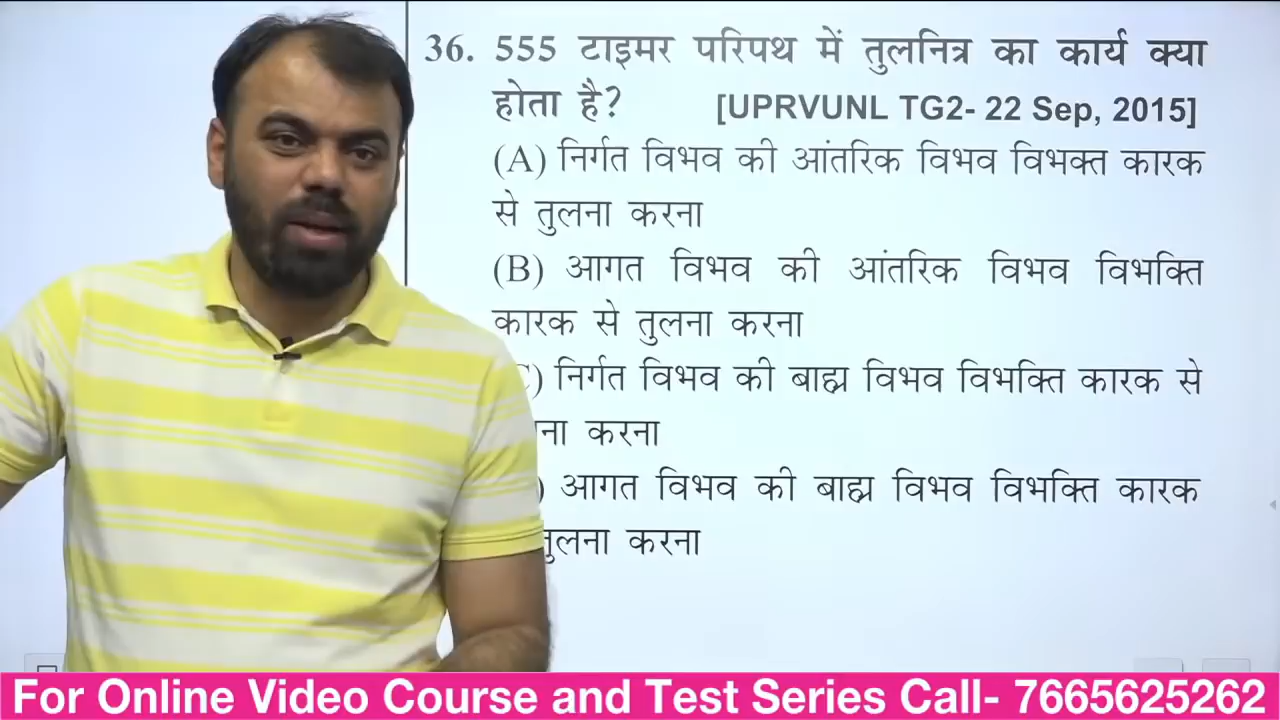 36. 555 टाइमर परिपथ में तुलनित्र का कार्य क्या
होता है? [UPRVUNL TG2- 22 Sep, 2015]
(A) निर्गत विभव की आंतरिक विभव विभक्त कारक
से तुलना करना
(B) आगत विभव की आंतरिक विभव विभक्ति
कारक से तुलना करना
) निर्गत विभव की बाह्य विभव विभक्ति कारक से
ना करना
) आगत विभव की बाह्य विभव विभक्ति कारक
तुलना करना
For Online Video Course and Test Series Call- 7665625262